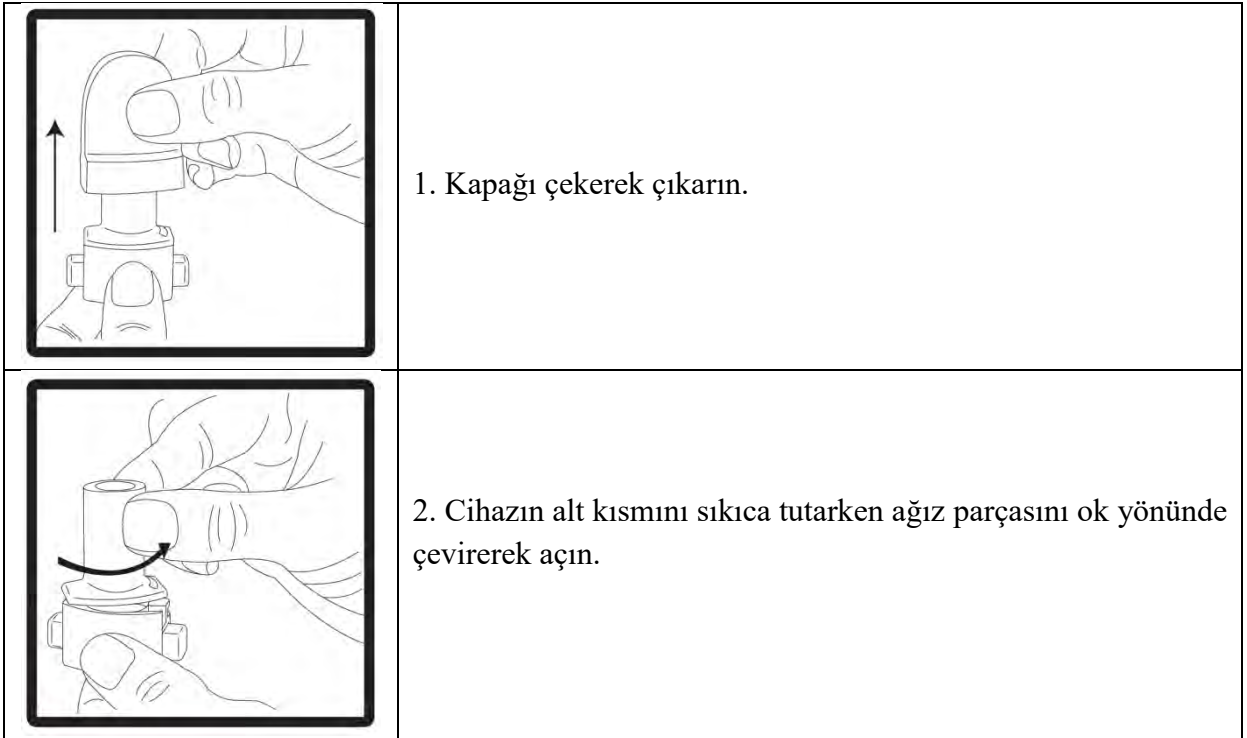 1. Kapağı çekerek çıkarın.
2. Cihazın alt kısmını sıkıca tutarken ağız parçasını ok yönünde
çevirerek açın.